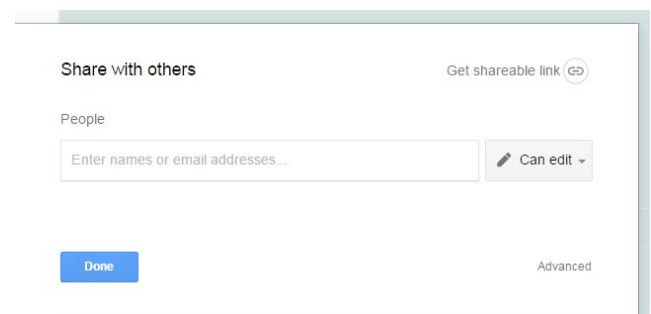 Share with others
Get shareable link
People
Enter names or email addresses...
Can edit
Done
Advanced